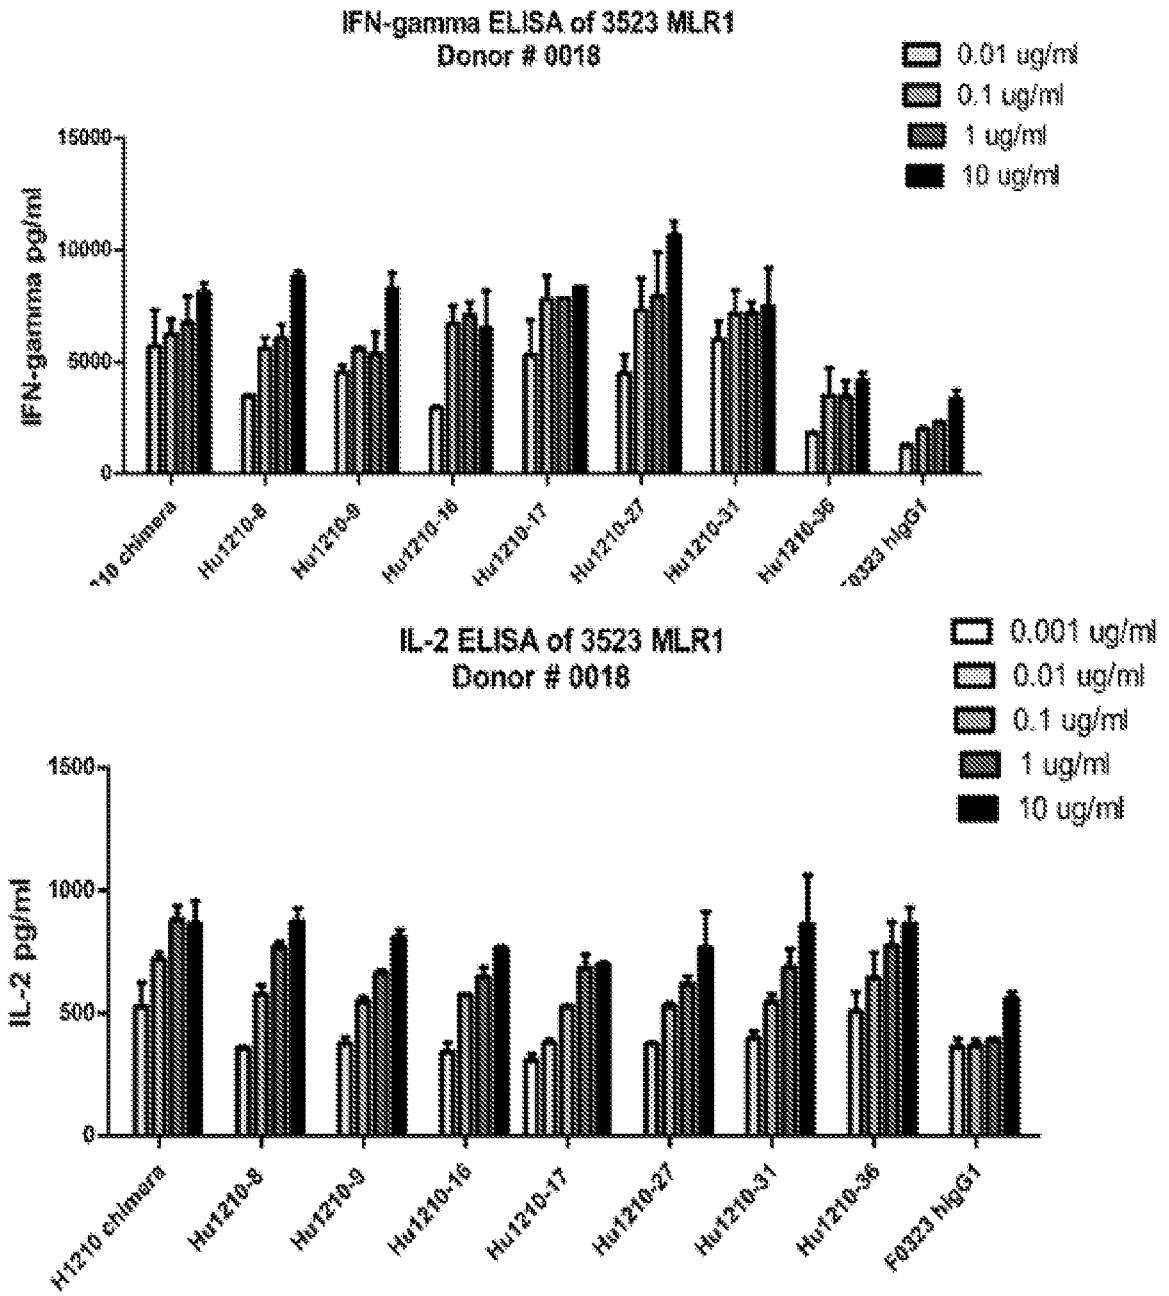 IFN-gamma ELISA of 3523 MLR1
Donor # 0018
0.01 ug/ml
0.1 ug/ml
1 ug/ml
10 ug/ml
IFN-gamma pg/ml
15000
10000
5000
0
210 chimera
Hu1210-8
Hu1210-9
Hu1210-16
Hu1210-17
Hu1210-27
Hu1210-31
Hu1210-36
F0323 hIgG1
IL-2 ELISA of 3523 MLR1
Donor # 0018
0.001 ug/ml
0.01 ug/ml
0.1 ug/ml
1 ug/ml
10 ug/ml
IL-2 pg/ml
1500
1000
500
0
H1210 chimera
Hu1210-8
Hu1210-9
Hu1210-16
Hu1210-17
Hu1210-27
Hu1210-31
Hu1210-36
F0323 hIgG1